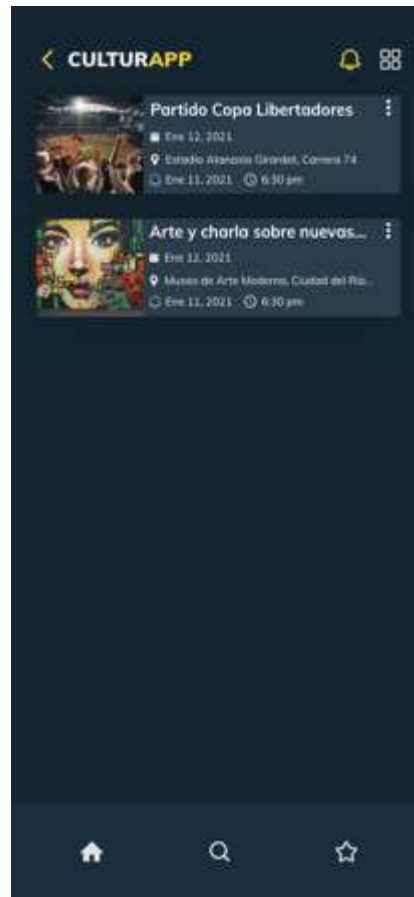 CULTURAPP
Partido Copa Libertadores
Ene 12, 2021
Estadio Atanasio Girardot, Carrera 74
Ene 11, 2021 6:30 pm
Arte y charla sobre nuevas...
Ene 12, 2021
Museo de Arte Moderno, Ciudad del Río...
Ene 11, 2021 6:30 pm